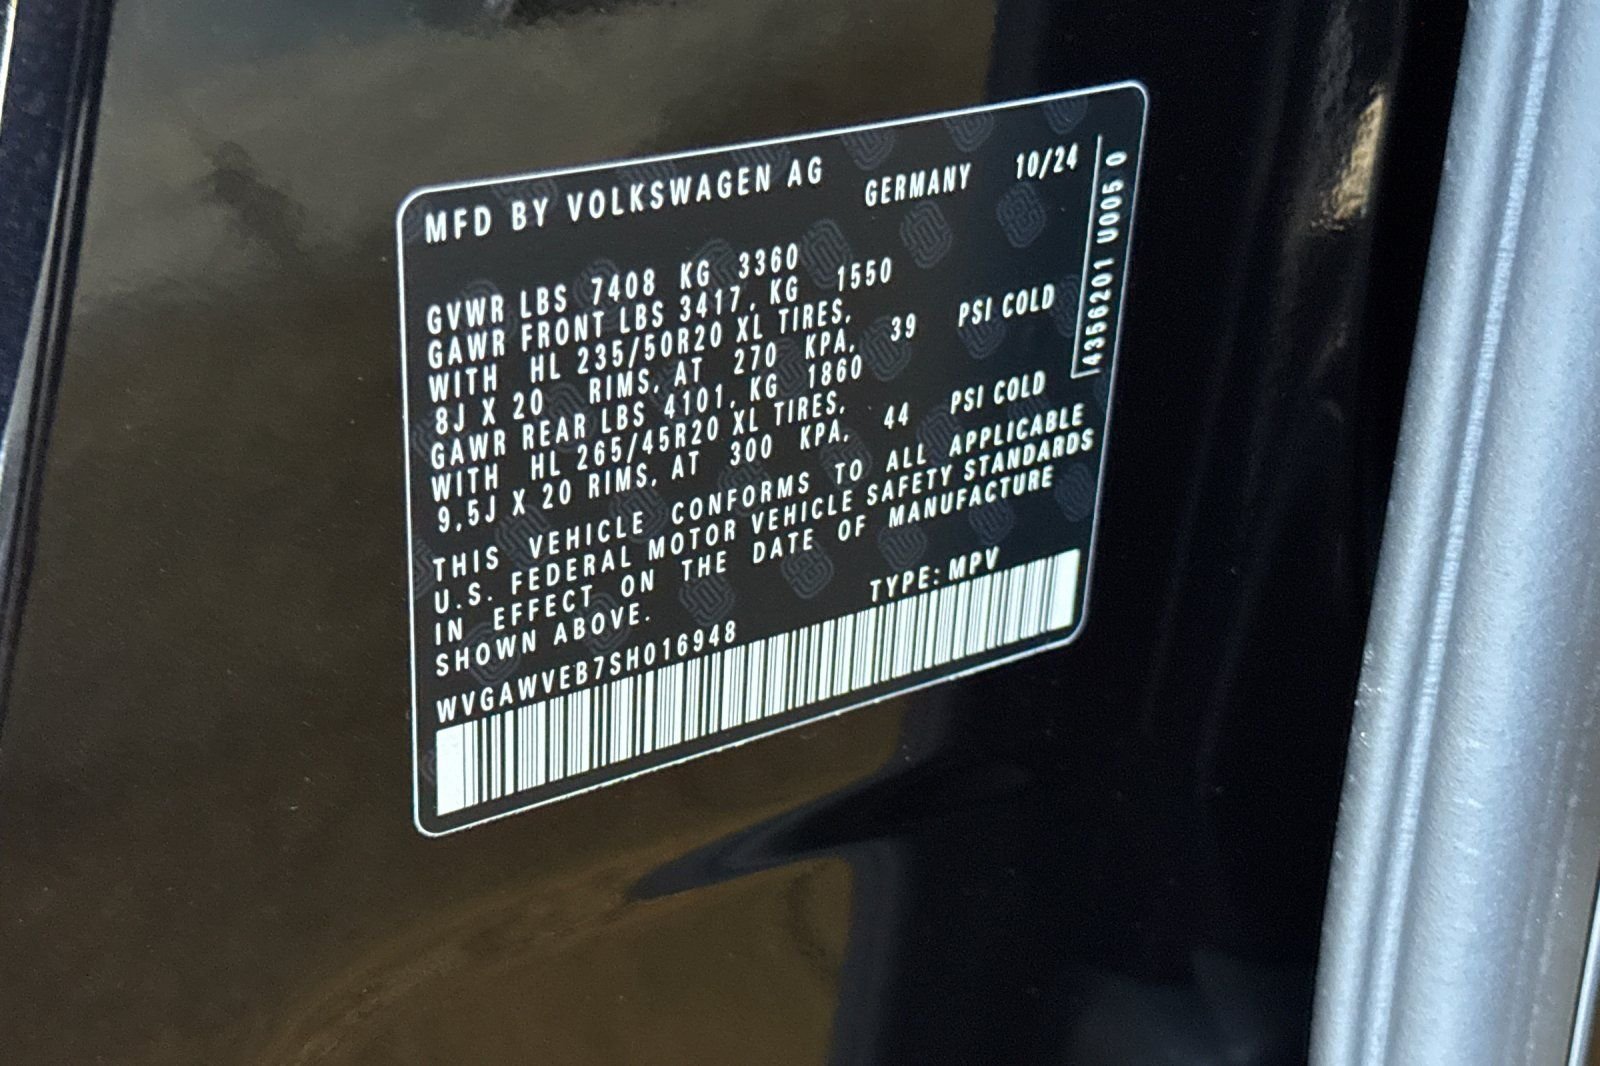 MFD BY VOLKSWAGEN AG GERMANY 10/24
GVWR LBS 7408 KG 3360
GAWR FRONT LBS 3417, KG 1550
WITH HL 235/50R20 XL TIRES,
8J X 20 RIMS, AT 270 KPA, 39 PSI COLD
GAWR REAR LBS 4101, KG 1860
WITH HL 265/45R20 XL TIRES,
9,5J X 20 RIMS, AT 300 KPA, 44 PSI COLD
THIS VEHICLE CONFORMS TO ALL APPLICABLE
U.S. FEDERAL MOTOR VEHICLE SAFETY STANDARDS
IN EFFECT ON THE DATE OF MANUFACTURE
SHOWN ABOVE.
TYPE: MPV
WVGAWVEB7SH016948
4356201 U005 0